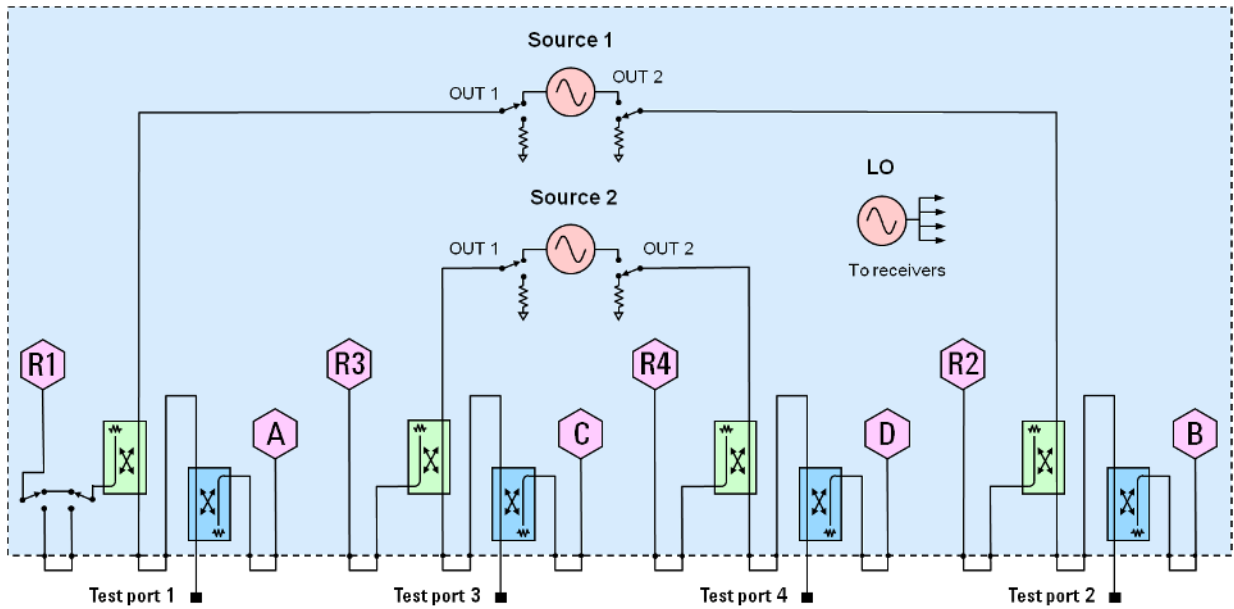 Source 1
OUT 1
OUT 2
LO
Source 2
OUT 1
OUT 2
To receivers
R1
R3
R4
R2
A
C
D
B
Test port 1
Test port 3
Test port 4
Test port 2